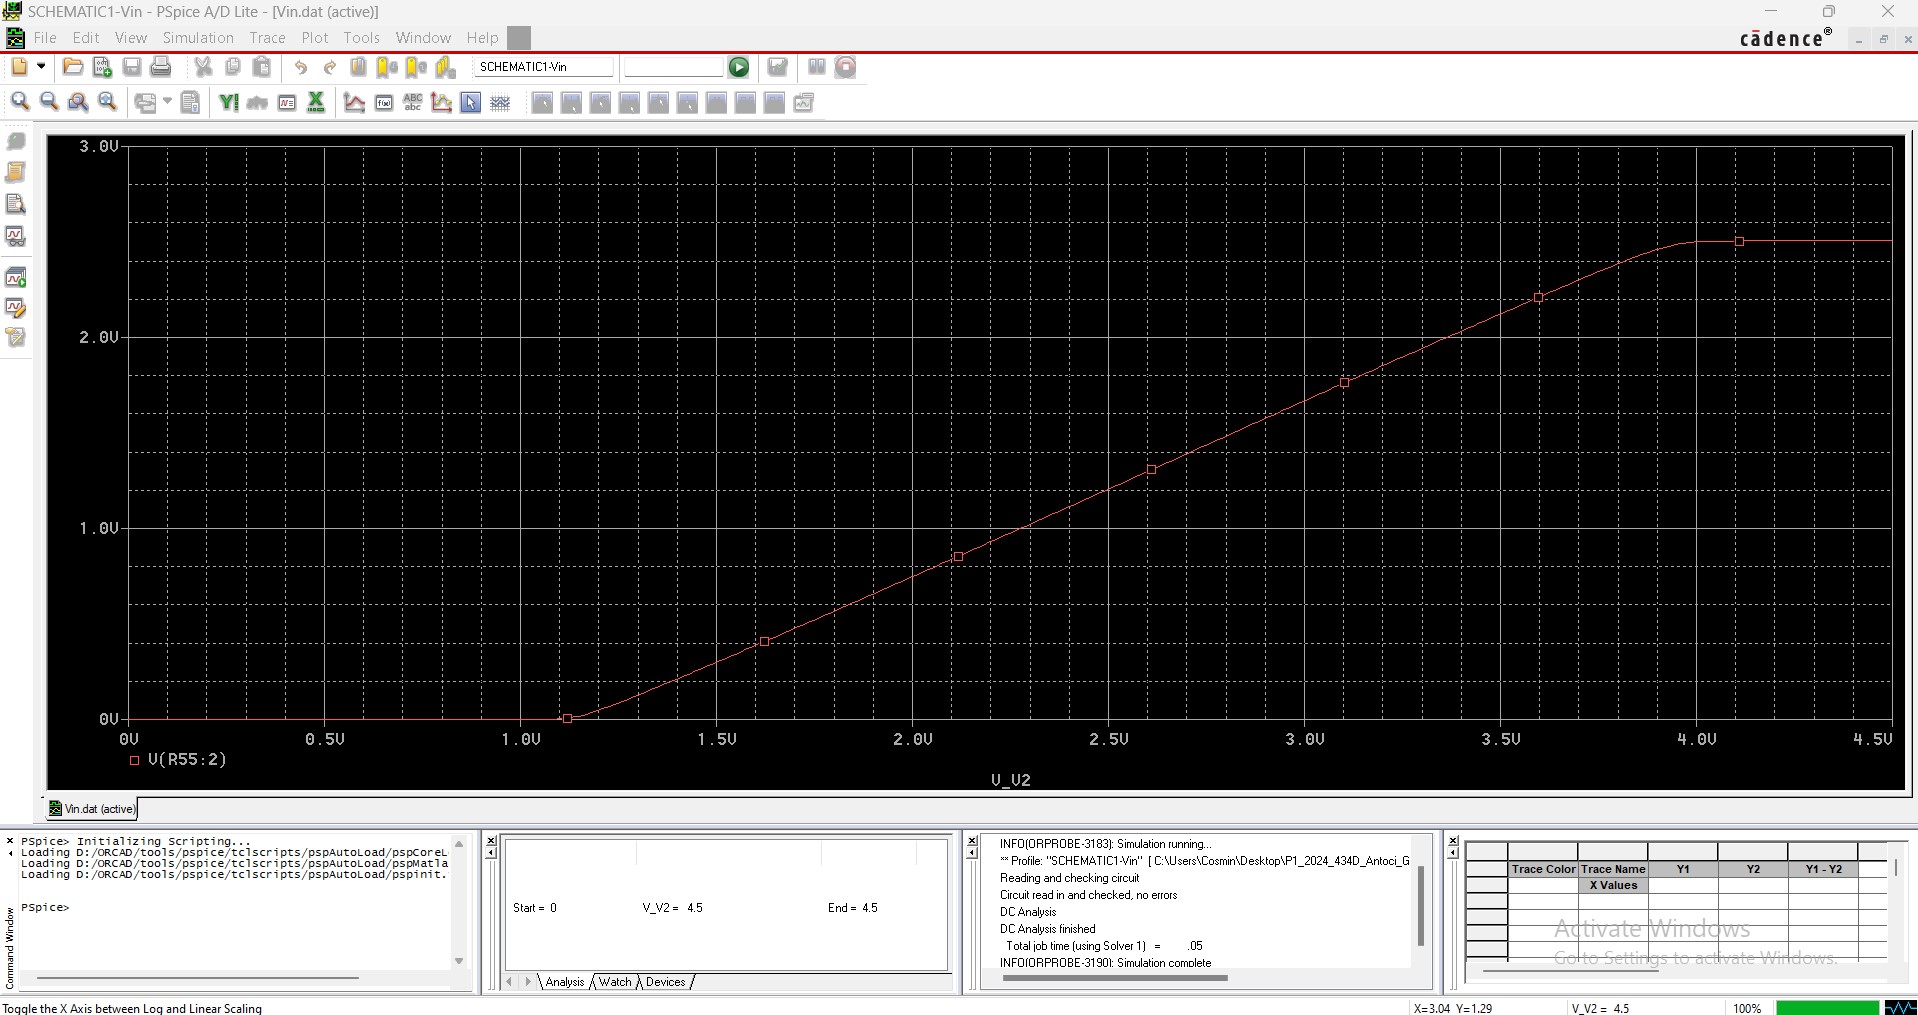 SCHEMATIC1-Vin - PSpice A/D Lite - [Vin.dat (active)]
File Edit View Simulation Trace Plot Tools Window Help
cādence®
SCHEMATIC1-Vin
3.0V
2.0V
1.0V
0V
0V 0.5V 1.0V 1.5V 2.0V 2.5V 3.0V 3.5V 4.0V 4.5V
V(R55:2)
V_V2
Vin.dat (active)
PSpice> Initializing Scripting...
Loading D:/ORCAD/tools/pspice/tclscripts/pspAutoLoad/pspCoreL
Loading D:/ORCAD/tools/pspice/tclscripts/pspAutoLoad/pspMatla
Loading D:/ORCAD/tools/pspice/tclscripts/pspAutoLoad/pspinit.
PSpice>
Command Window
Start = 0 V_V2 = 4.5 End = 4.5
Analysis Watch Devices
INFO(ORPROBE-3183): Simulation running...
** Profile: "SCHEMATIC1-Vin" [ C:\Users\Cosmin\Desktop\P1_2024_434D_Antoci_G
Reading and checking circuit
Circuit read in and checked, no errors
DC Analysis
DC Analysis finished
Total job time (using Solver 1) = .05
INFO(ORPROBE-3190): Simulation complete
Trace Color Trace Name Y1 Y2 Y1 - Y2
X Values
Activate Windows
Go to Settings to activate Windows.
Toggle the X Axis between Log and Linear Scaling
X=3.04 Y=1.29
V_V2 = 4.5
100%